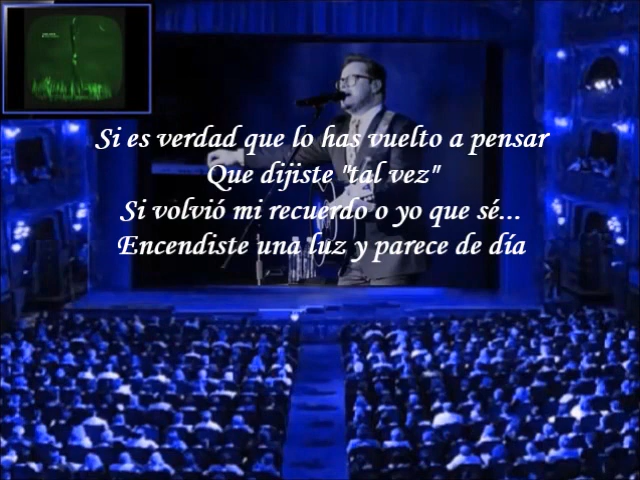 Si es verdad que lo has vuelto a pensar
Que dijiste "tal vez"
Si volvió mi recuerdo o yo que sé...
Encendiste una luz y parece de día